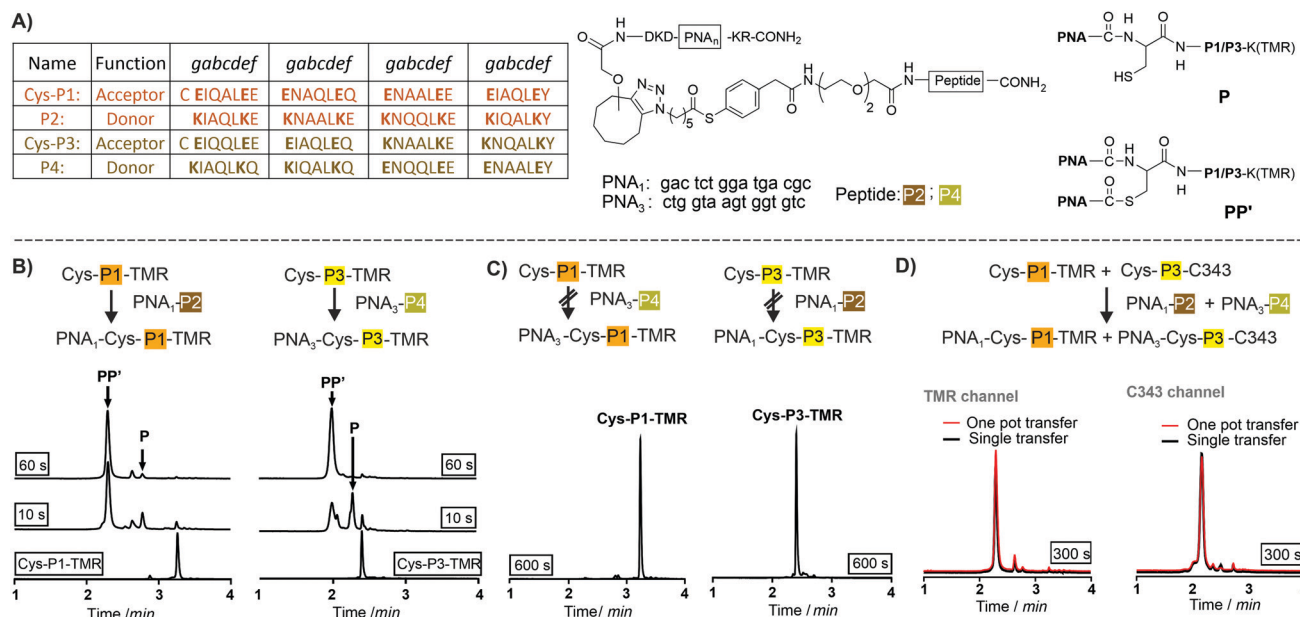 A)
Name Function gabcdef gabcdef gabcdef gabcdef
Cys-P1: Acceptor C EIQALEE ENAQLEQ ENAALEE EIAQLEY
P2: Donor KIAQLKE KNAALKE KNQQLKE KIQALKY
Cys-P3: Acceptor C EIQQLEE EIAQLEQ KNAALKE KNQALKY
P4: Donor KIAQLKQ KIQALKQ ENQQLEE ENAALEY
H
N
DKD- PNAn -KR-CONH2
O
O
N
N
N
5
O
S
O
H
N
O
2
O
H
N
Peptide
CONH2
PNA1: gac tct gga tga cgc
PNA3: ctg gta agt ggt gtc
Peptide: P2 ; P4
PNA C O H N O N H P1/P3-K(TMR)
HS
P
PNA C O H N O N H P1/P3-K(TMR)
PNA C O S
PP'
B)
Cys-P1-TMR
PNA1-P2
PNA1-Cys-P1-TMR
Cys-P3-TMR
PNA3-P4
PNA3-Cys-P3-TMR
PP'
P
60 s
10 s
Cys-P1-TMR
1 2 3 4
Time/ min
PP'
P
60 s
10 s
Cys-P3-TMR
1 2 3 4
Time / min
C)
Cys-P1-TMR
PNA3-P4
PNA3-Cys-P1-TMR
Cys-P3-TMR
PNA1-P2
PNA1-Cys-P3-TMR
Cys-P1-TMR
600 s
1 2 3 4
Time/ min
Cys-P3-TMR
600 s
1 2 3 4
Time / min
D)
Cys-P1-TMR + Cys-P3-C343
PNA1-P2 + PNA3-P4
PNA1-Cys-P1-TMR + PNA3-Cys-P3-C343
TMR channel
One pot transfer
Single transfer
300 s
1 2 3 4
Time / min
C343 channel
One pot transfer
Single transfer
300 s
1 2 3 4
Time / min